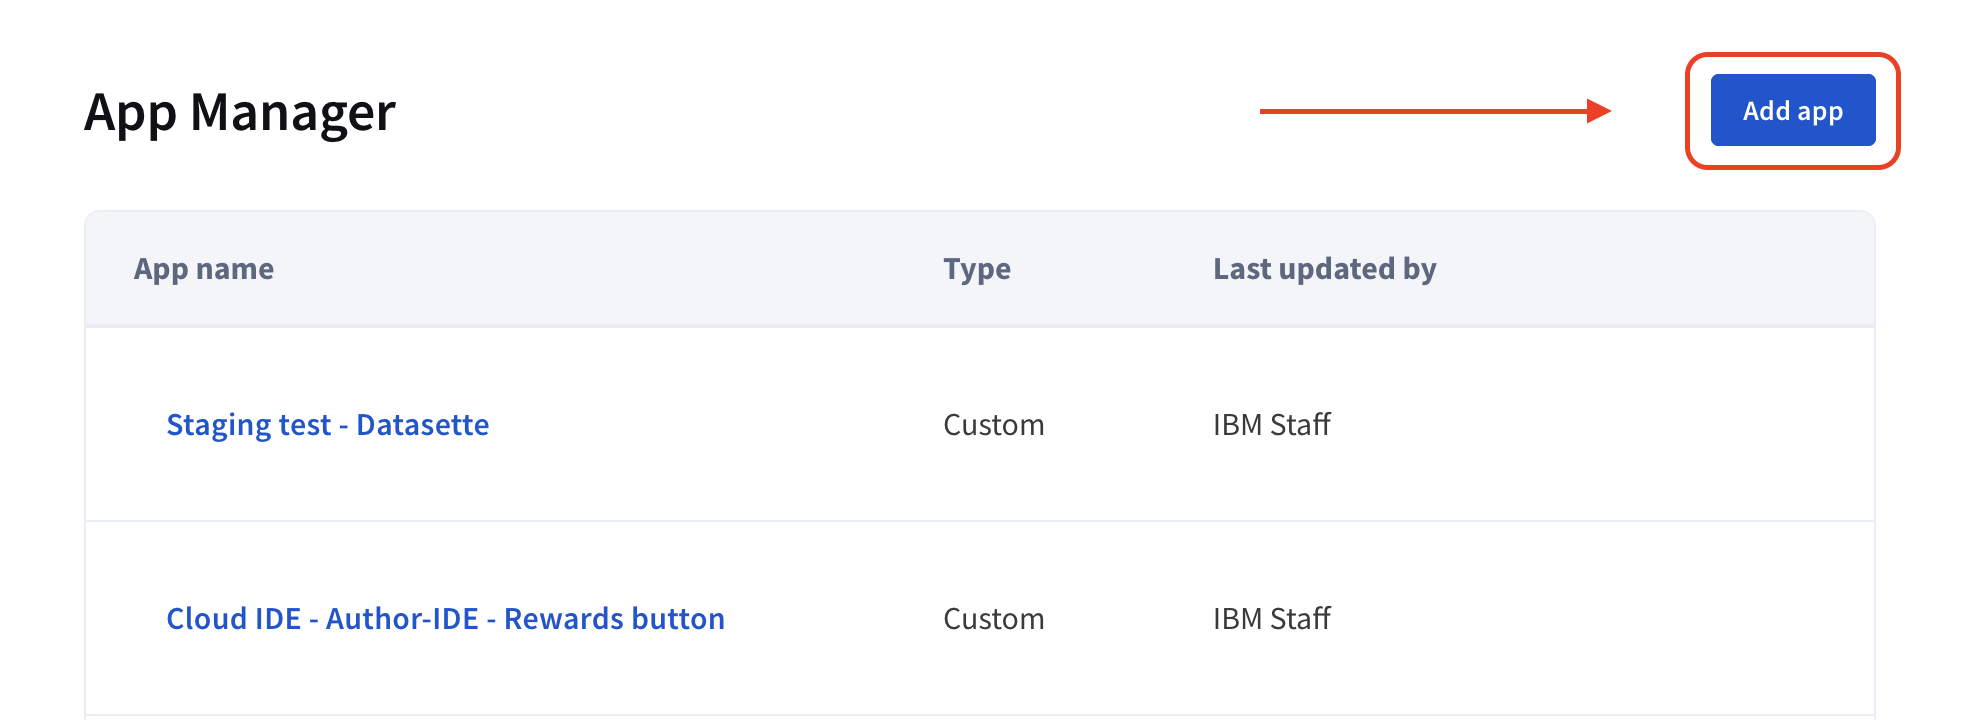 App Manager
Add app
App name Type Last updated by
Staging test - Datasette Custom IBM Staff
Cloud IDE - Author-IDE - Rewards button Custom IBM Staff